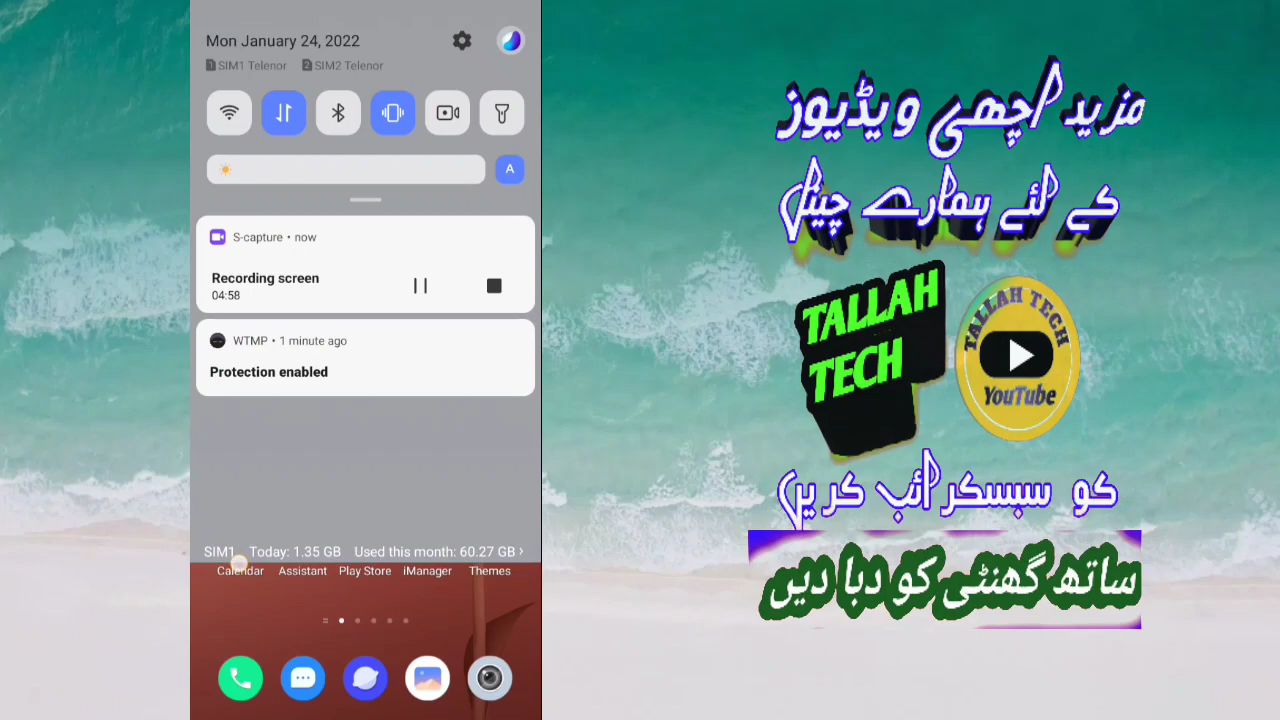 Mon January 24, 2022
SIM1 Telenor SIM2 Telenor
A
S-capture • now
Recording screen
04:58
WTMP • 1 minute ago
Protection enabled
SIM1 Today: 1.35 GB Used this month: 60.27 GB ›
Calendar Assistant Play Store iManager Themes
مزید اچھی ویڈیوز
کے لئے ہمارے چینل
TALLAH
TECH
TALLAH TECH
YouTube
کو سبسکرائب کریں
ساتھ گھنٹی کو دبا دیں